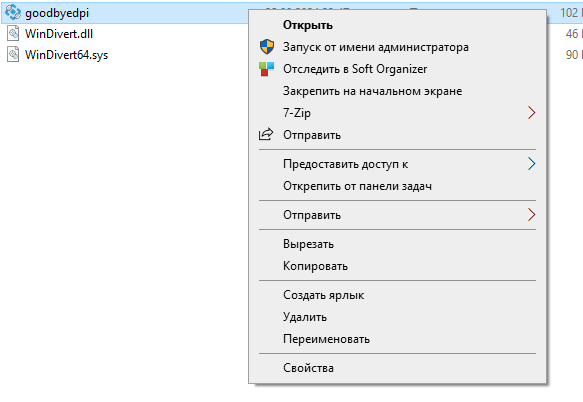 goodbyedpi
102
WinDivert.dll
46
WinDivert64.sys
90
Открыть
Запуск от имени администратора
Отследить в Soft Organizer
Закрепить на начальном экране
7-Zip
Отправить
Предоставить доступ к
Открепить от панели задач
Отправить
Вырезать
Копировать
Создать ярлык
Удалить
Переименовать
Свойства